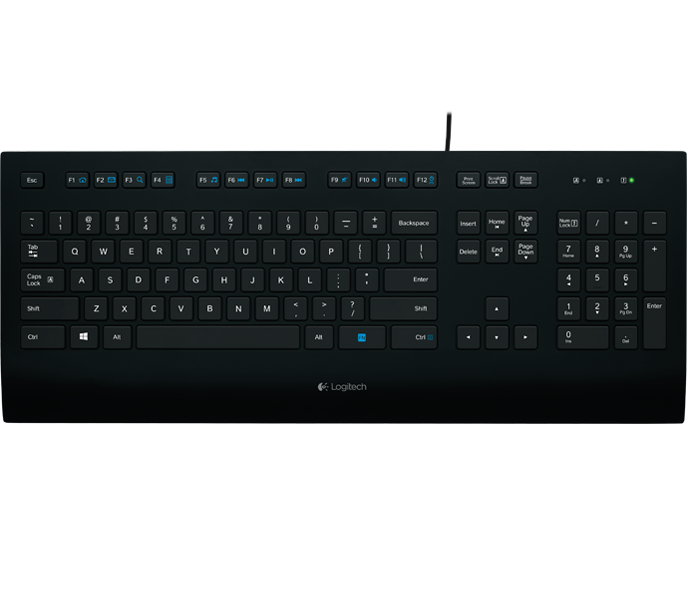 Esc F1 F2 F3 F4 F5 F6 F7 F8 F9 F10 F11 F12 Print Screen Scroll Lock A Pause Break A A 1
~ ` ! 1 @ 2 # 3 $ 4 % 5 ^ 6 & 7 * 8 ( 9 ) 0 — - + = Backspace Insert Home Page Up Num Lock 1 / * −
Tab Q W E R T Y U I O P { [ } ] | \ Delete End Page Down 7 Home 8 9 Pg Up +
Caps Lock A A S D F G H J K L : ; " ' Enter 4 5 6
Shift Z X C V B N M < , > . ? / Shift 1 End 2 3 Pg Dn Enter
Ctrl Alt Alt FN Ctrl 0 Ins . Del
Logitech